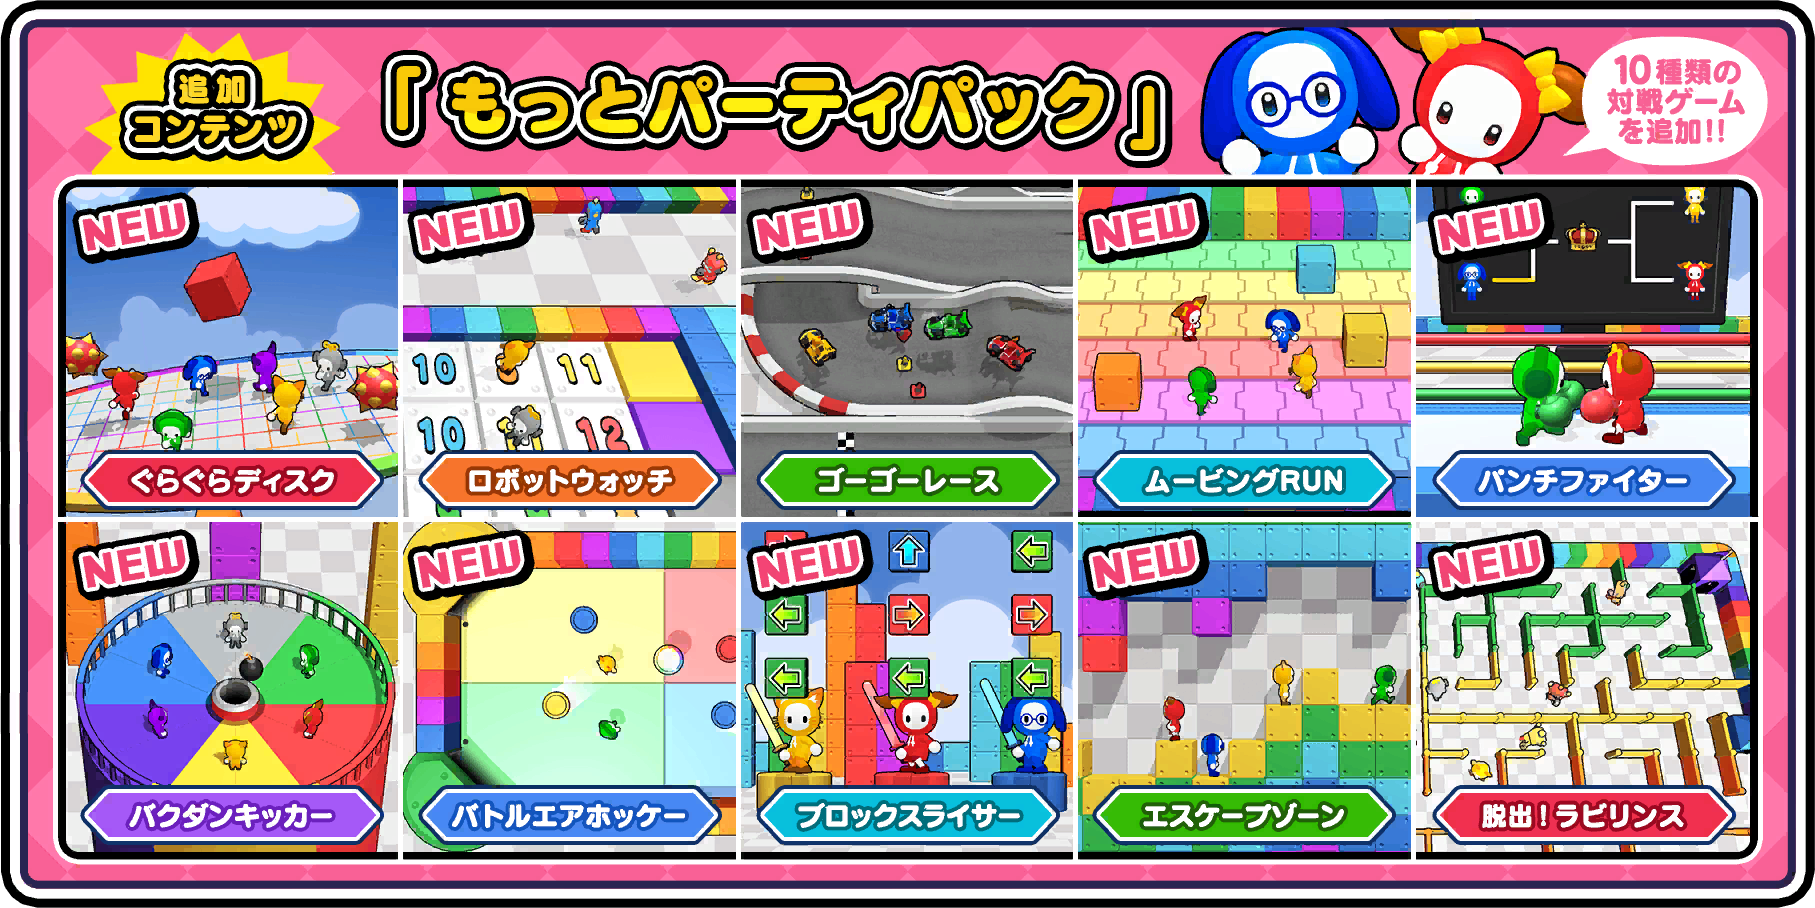 追加
コンテンツ
「もっとパーティパック」
10種類の
対戦ゲーム
を追加!!
NEW
ぐらぐらディスク
NEW
10
11
10
12
ロボットウォッチ
NEW
ゴーゴーレース
NEW
ムービングRUN
NEW
パンチファイター
NEW
バクダンキッカー
NEW
バトルエアホッケー
NEW
ブロックスライサー
NEW
エスケープゾーン
NEW
脱出！ラビリンス